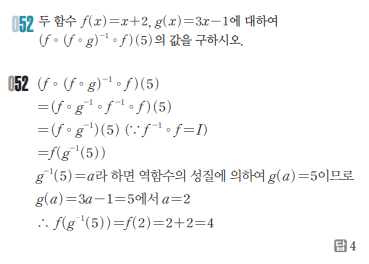 052 두 함수 f(x)=x+2, g(x)=3x−1에 대하여
(f∘(f∘g)⁻¹∘f)(5)의 값을 구하시오.
052 (f∘(f∘g)⁻¹∘f)(5)
=(f∘g⁻¹∘f⁻¹∘f)(5)
=(f∘g⁻¹)(5) (∵f⁻¹∘f=I)
=f(g⁻¹(5))
g⁻¹(5)=a라 하면 역함수의 성질에 의하여 g(a)=5이므로
g(a)=3a−1=5에서 a=2
∴ f(g⁻¹(5))=f(2)=2+2=4
답 4